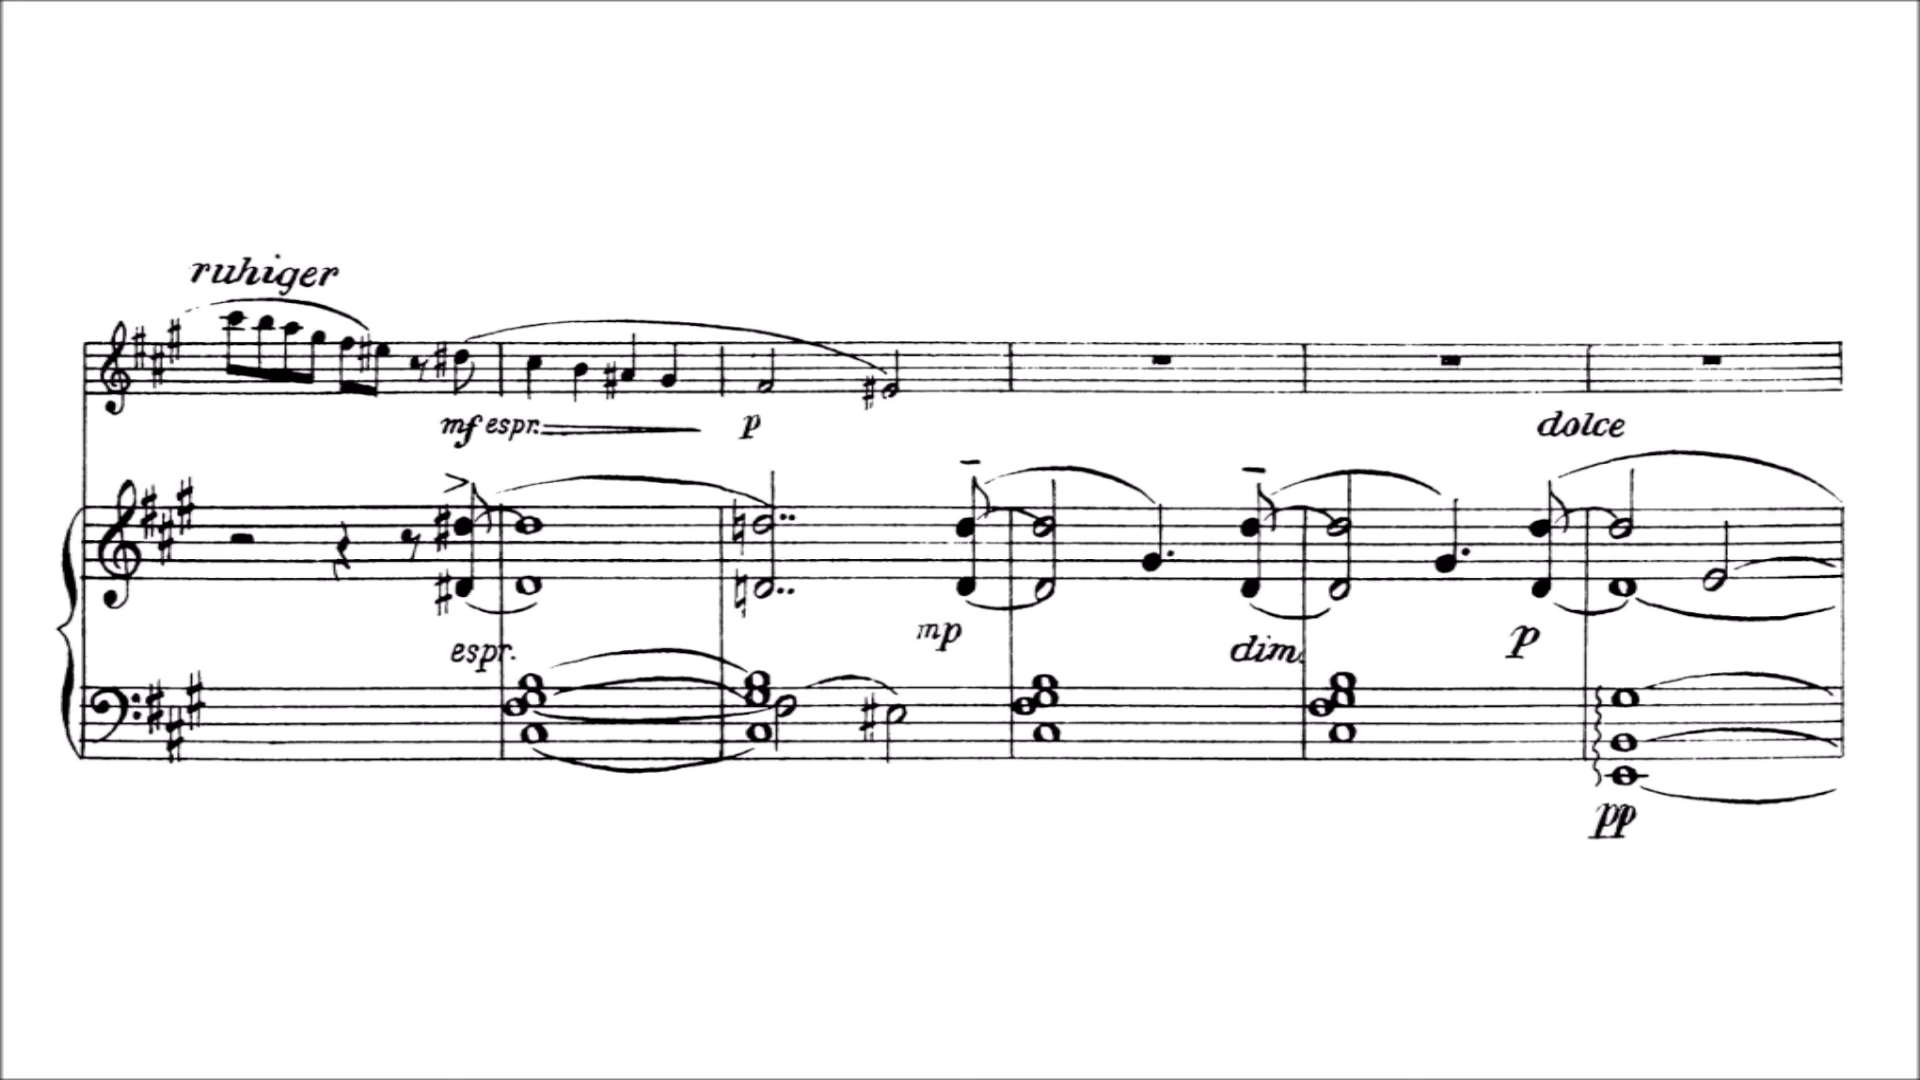 ruhiger
mf espr. p
dolce
mp
espr. dim. p
pp